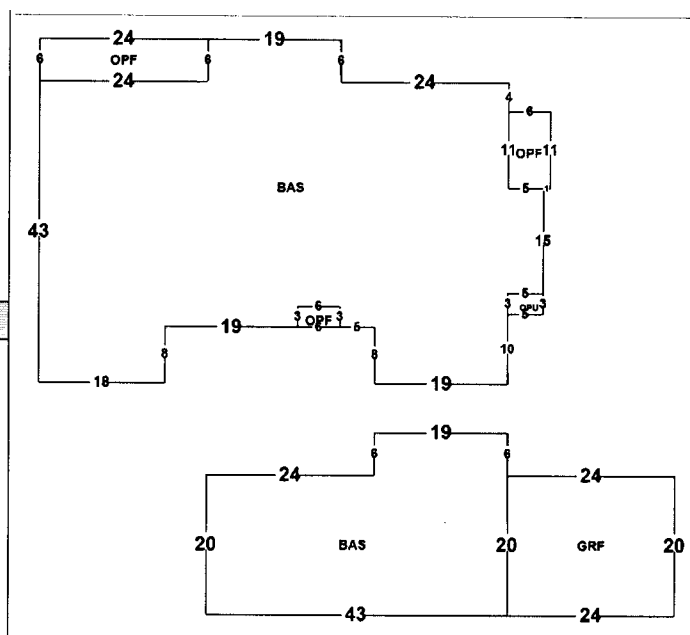 24 19
6 OPF 6 6
24 24
4
6
11 OPF 11
BAS
5 1
43 15
5
6 3 OPU 3
3 OPF 3 5
19 6 5
8 8 10
18 19
19
6 6
24 24
20 BAS 20 GRF 20
43 24